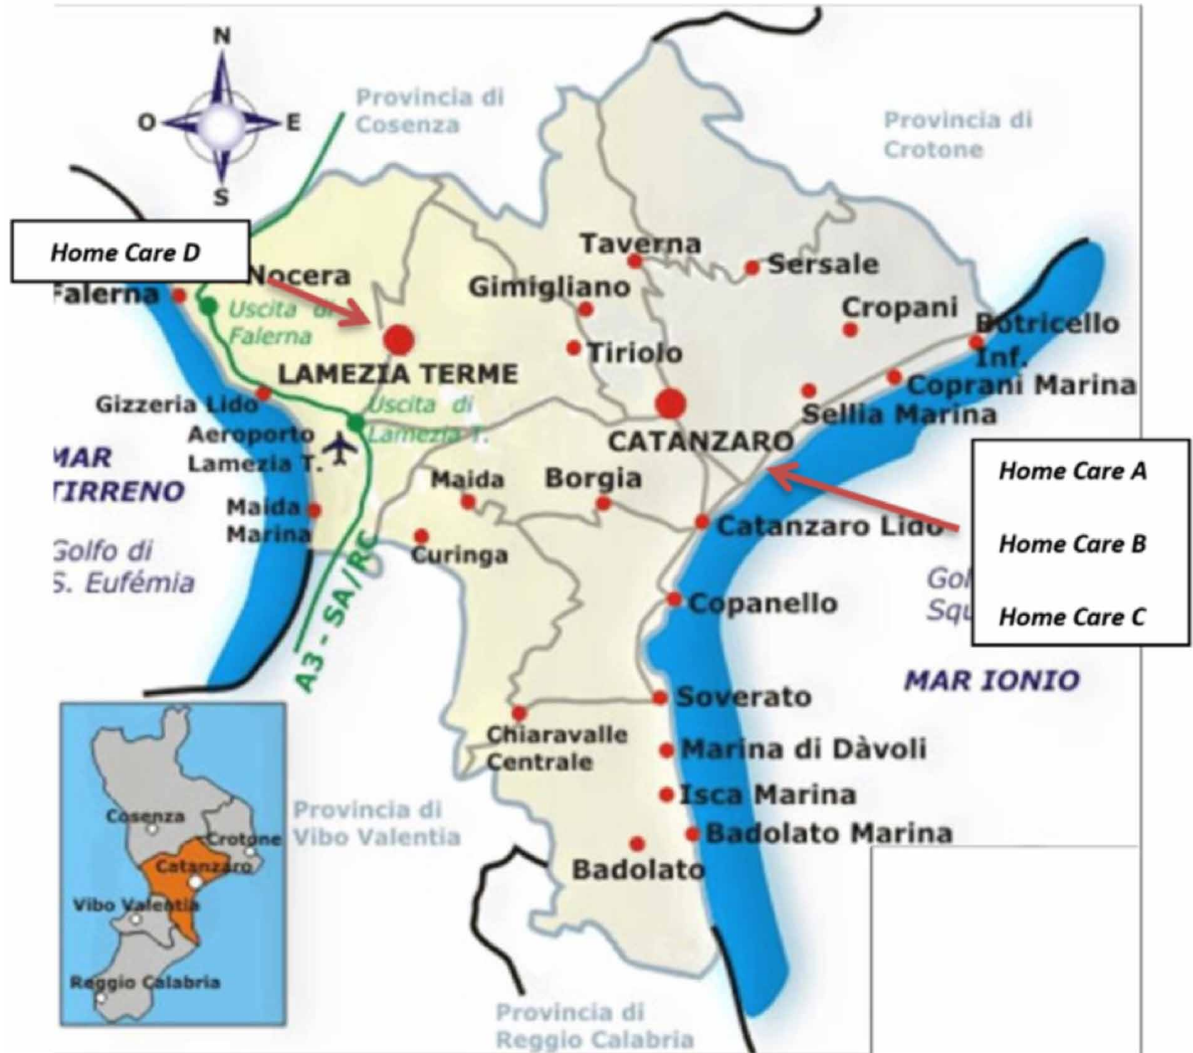 N
Provincia di
Cosenza
O
E
Provincia di
Crotone
S
Home Care D
Nocera
Falerna
Uscita di
Falerna
Taverna
Sersale
Gimigliano
Cropani
Botricello
Inf.
Tiriolo
LAMEZIA TERME
Coprani Marina
Gizzeria Lido
Uscita di
Lamezia T.
Sellia Marina
Aeroporto
Lamezia T.
CATANZARO
MAR
TIRRENO
Home Care A
Home Care B
Home Care C
Maida
Borgia
Maida
Marina
Catanzaro Lido
Curinga
Golfo di
S. Eufémia
A3 - SA/RC
Copanello
MAR IONIO
Soverato
Chiaravalle
Centrale
Marina di Dàvoli
Isca Marina
Provincia di
Vibo Valentia
Badolato Marina
Badolato
Cosenza
Crotone
Catanzaro
Vibo Valentia
Reggio Calabria
Provincia di
Reggio Calabria